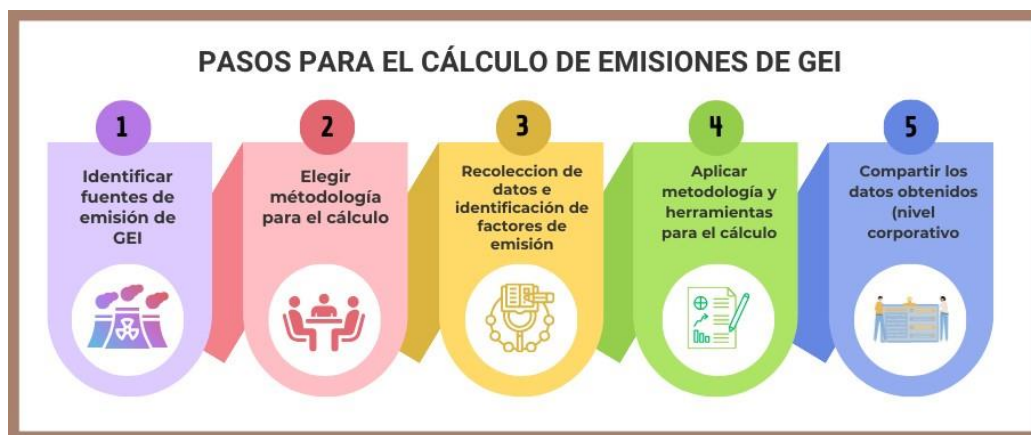 PASOS PARA EL CÁLCULO DE EMISIONES DE GEI
1
Identificar
fuentes de
emisión de
GEI
2
Elegir
métodología
para el cálculo
3
Recoleccion de
datos e
identificación de
factores de
emisión
4
Aplicar
metodología y
herramientas
para el cálculo
5
Compartir los
datos obtenidos
(nivel
corporativo